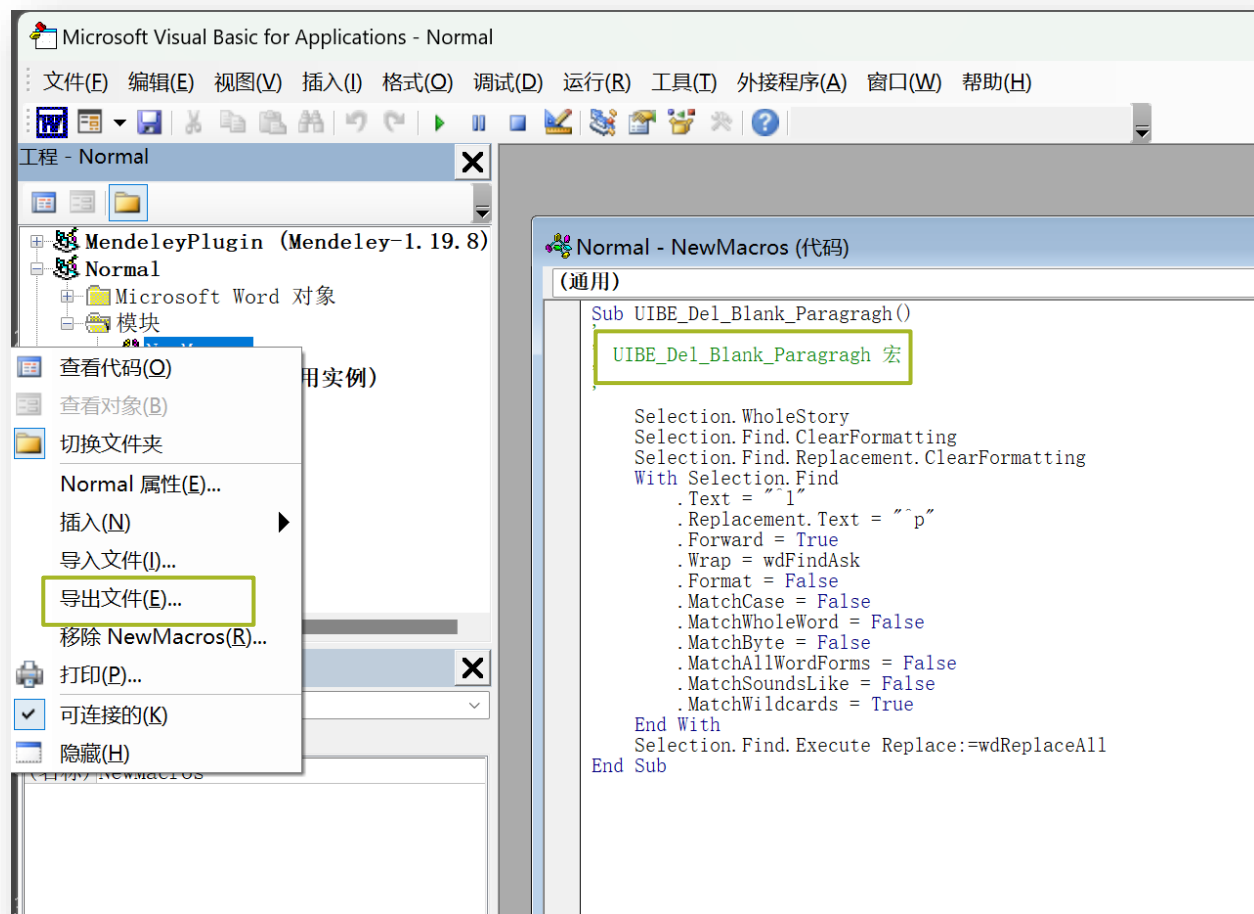 Microsoft Visual Basic for Applications - Normal
文件(F) 编辑(E) 视图(V) 插入(I) 格式(O) 调试(D) 运行(R) 工具(T) 外接程序(A) 窗口(W) 帮助(H)
工程 - Normal
MendeleyPlugin (Mendeley-1.19.8)
Normal
Microsoft Word 对象
模块
用实例)
查看代码(O)
查看对象(B)
切换文件夹
Normal 属性(E)...
插入(N)
导入文件(I)...
导出文件(E)...
移除 NewMacros(R)...
打印(P)...
可连接的(K)
隐藏(H)
(名称) NewMacros
Normal - NewMacros (代码)
(通用)
Sub UIBE_Del_Blank_Paragragh()
'
UIBE_Del_Blank_Paragragh 宏
'
Selection.WholeStory
Selection.Find.ClearFormatting
Selection.Find.Replacement.ClearFormatting
With Selection.Find
.Text = "^l"
.Replacement.Text = "^p"
.Forward = True
.Wrap = wdFindAsk
.Format = False
.MatchCase = False
.MatchWholeWord = False
.MatchByte = False
.MatchAllWordForms = False
.MatchSoundsLike = False
.MatchWildcards = True
End With
Selection.Find.Execute Replace:=wdReplaceAll
End Sub